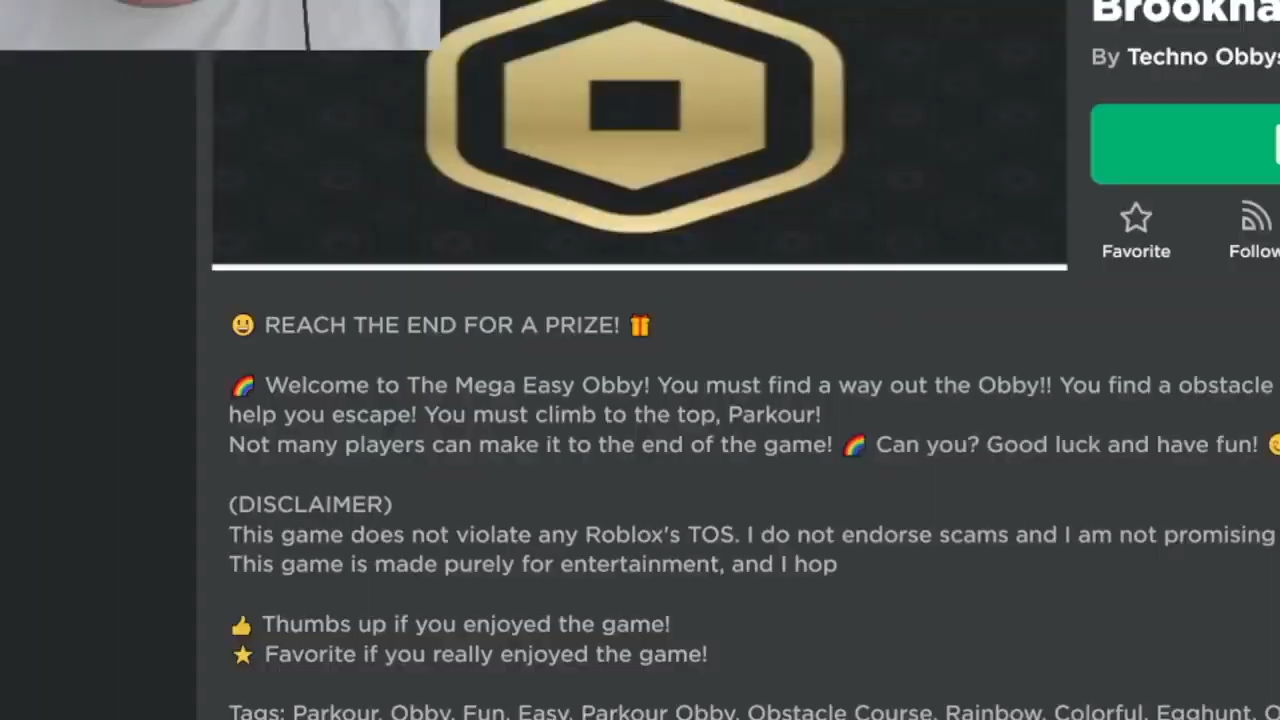 By Techno Obbys
Favorite
Follow
😀 REACH THE END FOR A PRIZE! 🎁
🌈 Welcome to The Mega Easy Obby! You must find a way out the Obby!! You find a obstacle
help you escape! You must climb to the top, Parkour!
Not many players can make it to the end of the game! 🌈 Can you? Good luck and have fun!
(DISCLAIMER)
This game does not violate any Roblox's TOS. I do not endorse scams and I am not promising
This game is made purely for entertainment, and I hop
👍 Thumbs up if you enjoyed the game!
⭐ Favorite if you really enjoyed the game!
Tags: Parkour, Obby, Fun, Easy, Parkour Obby, Obstacle Course, Rainbow, Colorful, Egghunt,